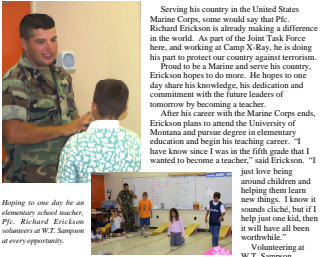 Serving his country in the United States
Marine Corps, some would say that Pfc.
Richard Erickson is already making a difference
in the world. As part of the Joint Task Force
here, and working at Camp X-Ray, he is doing
his part to protect our country against terrorism.
Proud to be a Marine and serve his country,
Erickson hopes to do more. He hopes to one
day share his knowledge, his dedication and
commitment with the future leaders of
tomorrow by becoming a teacher.
After his career with the Marine Corps ends,
Erickson plans to attend the University of
Montana and pursue degree in elementary
education and begin his teaching career. "I
have know since I was in the fifth grade that I
wanted to become a teacher," said Erickson. "I
just love being
around children and
helping them learn
new things. I know it
sounds cliché, but if I
help just one kid, then
it will have all been
worthwhile."
Volunteering at
W.T. Sampson
Hoping to one day be an
elementary school teacher,
Pfc. Richard Erickson
volunteers at W.T. Sampson
at every opportunity.